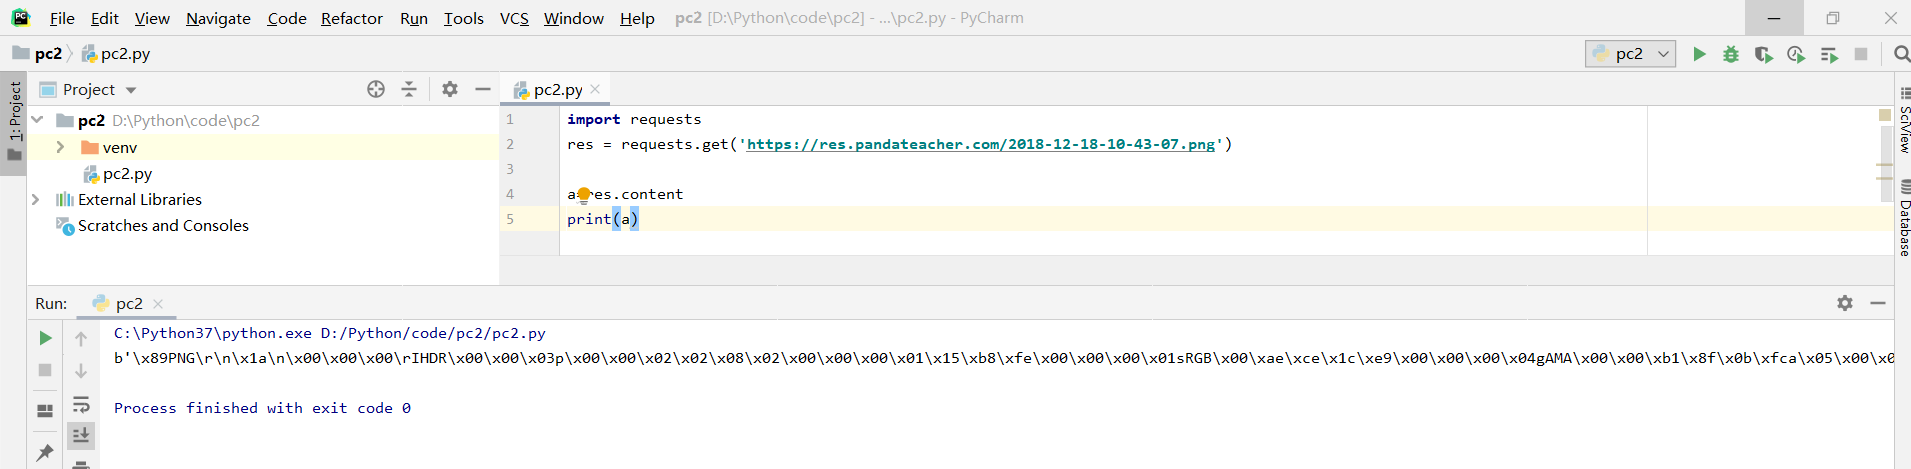 File Edit View Navigate Code Refactor Run Tools VCS Window Help pc2 [D:\Python\code\pc2] - ...\pc2.py - PyCharm
pc2 pc2.py pc2
1: Project
Project
pc2 D:\Python\code\pc2
venv
pc2.py
External Libraries
Scratches and Consoles
pc2.py
1 import requests
2 res = requests.get('https://res.pandateacher.com/2018-12-18-10-43-07.png')
3
4 a=res.content
5 print(a)
SciView
Database
Run: pc2
C:\Python37\python.exe D:/Python/code/pc2/pc2.py
b'\x89PNG\r\n\x1a\n\x00\x00\x00\rIHDR\x00\x00\x03p\x00\x00\x02\x02\x08\x02\x00\x00\x00\x01\x15\xb8\xfe\x00\x00\x00\x01sRGB\x00\xae\xce\x1c\xe9\x00\x00\x00\x04gAMA\x00\x00\xb1\x8f\x0b\xfca\x05\x00\x0
Process finished with exit code 0